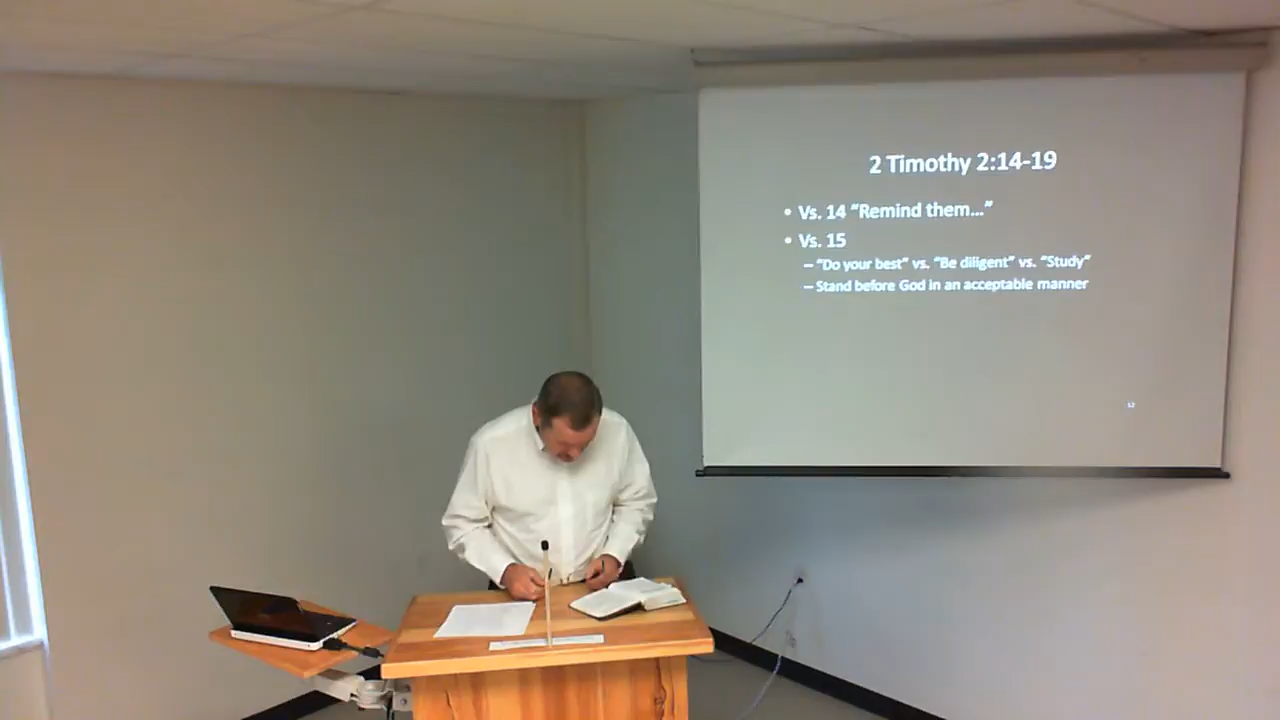 2 Timothy 2:14-19
• Vs. 14 “Remind them…”
• Vs. 15
– “Do your best” vs. “Be diligent” vs. “Study”
– Stand before God in an acceptable manner
12